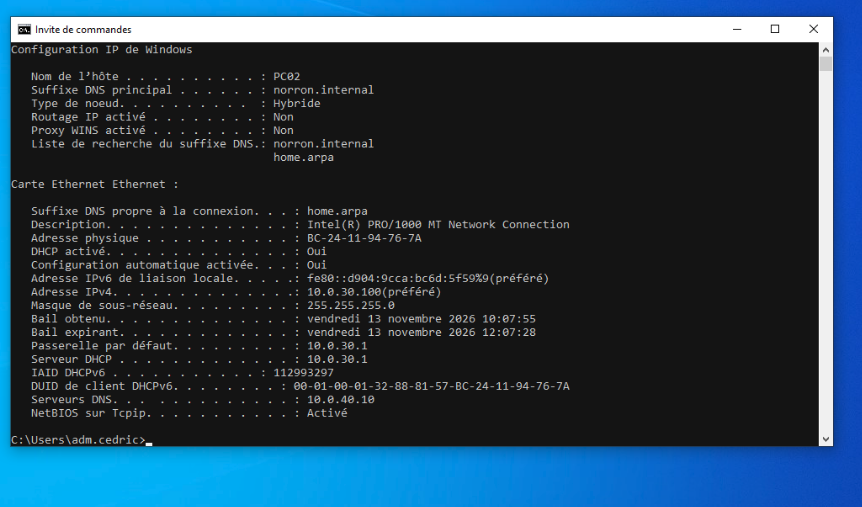 Invite de commandes
Configuration IP de Windows
Nom de l’hôte . . . . . . . . . . : PC02
Suffixe DNS principal . . . . . . : norron.internal
Type de noeud. . . . . . . . . .  : Hybride
Routage IP activé . . . . . . . . : Non
Proxy WINS activé . . . . . . . . : Non
Liste de recherche du suffixe DNS.: norron.internal
home.arpa
Carte Ethernet Ethernet :
Suffixe DNS propre à la connexion. . . : home.arpa
Description. . . . . . . . . . . . . . : Intel(R) PRO/1000 MT Network Connection
Adresse physique . . . . . . . . . . . : BC-24-11-94-76-7A
DHCP activé. . . . . . . . . . . . . . : Oui
Configuration automatique activée. . . : Oui
Adresse IPv6 de liaison locale. . . . .: fe80::d904:9cca:bc6d:5f59%9(préféré)
Adresse IPv4. . . . . . . . . . . . . .: 10.0.30.100(préféré)
Masque de sous-réseau. . . . . . . . . : 255.255.255.0
Bail obtenu. . . . . . . . . . . . . . : vendredi 13 novembre 2026 10:07:55
Bail expirant. . . . . . . . . . . . . : vendredi 13 novembre 2026 12:07:28
Passerelle par défaut. . . . . . . . . : 10.0.30.1
Serveur DHCP . . . . . . . . . . . . . : 10.0.30.1
IAID DHCPv6 . . . . . . . . . . . : 112993297
DUID de client DHCPv6. . . . . . . . : 00-01-00-01-32-88-81-57-BC-24-11-94-76-7A
Serveurs DNS. . .  . . . . . . . . . . : 10.0.40.10
NetBIOS sur Tcpip. . . . . . . . . . . : Activé
C:\Users\adm.cedric>